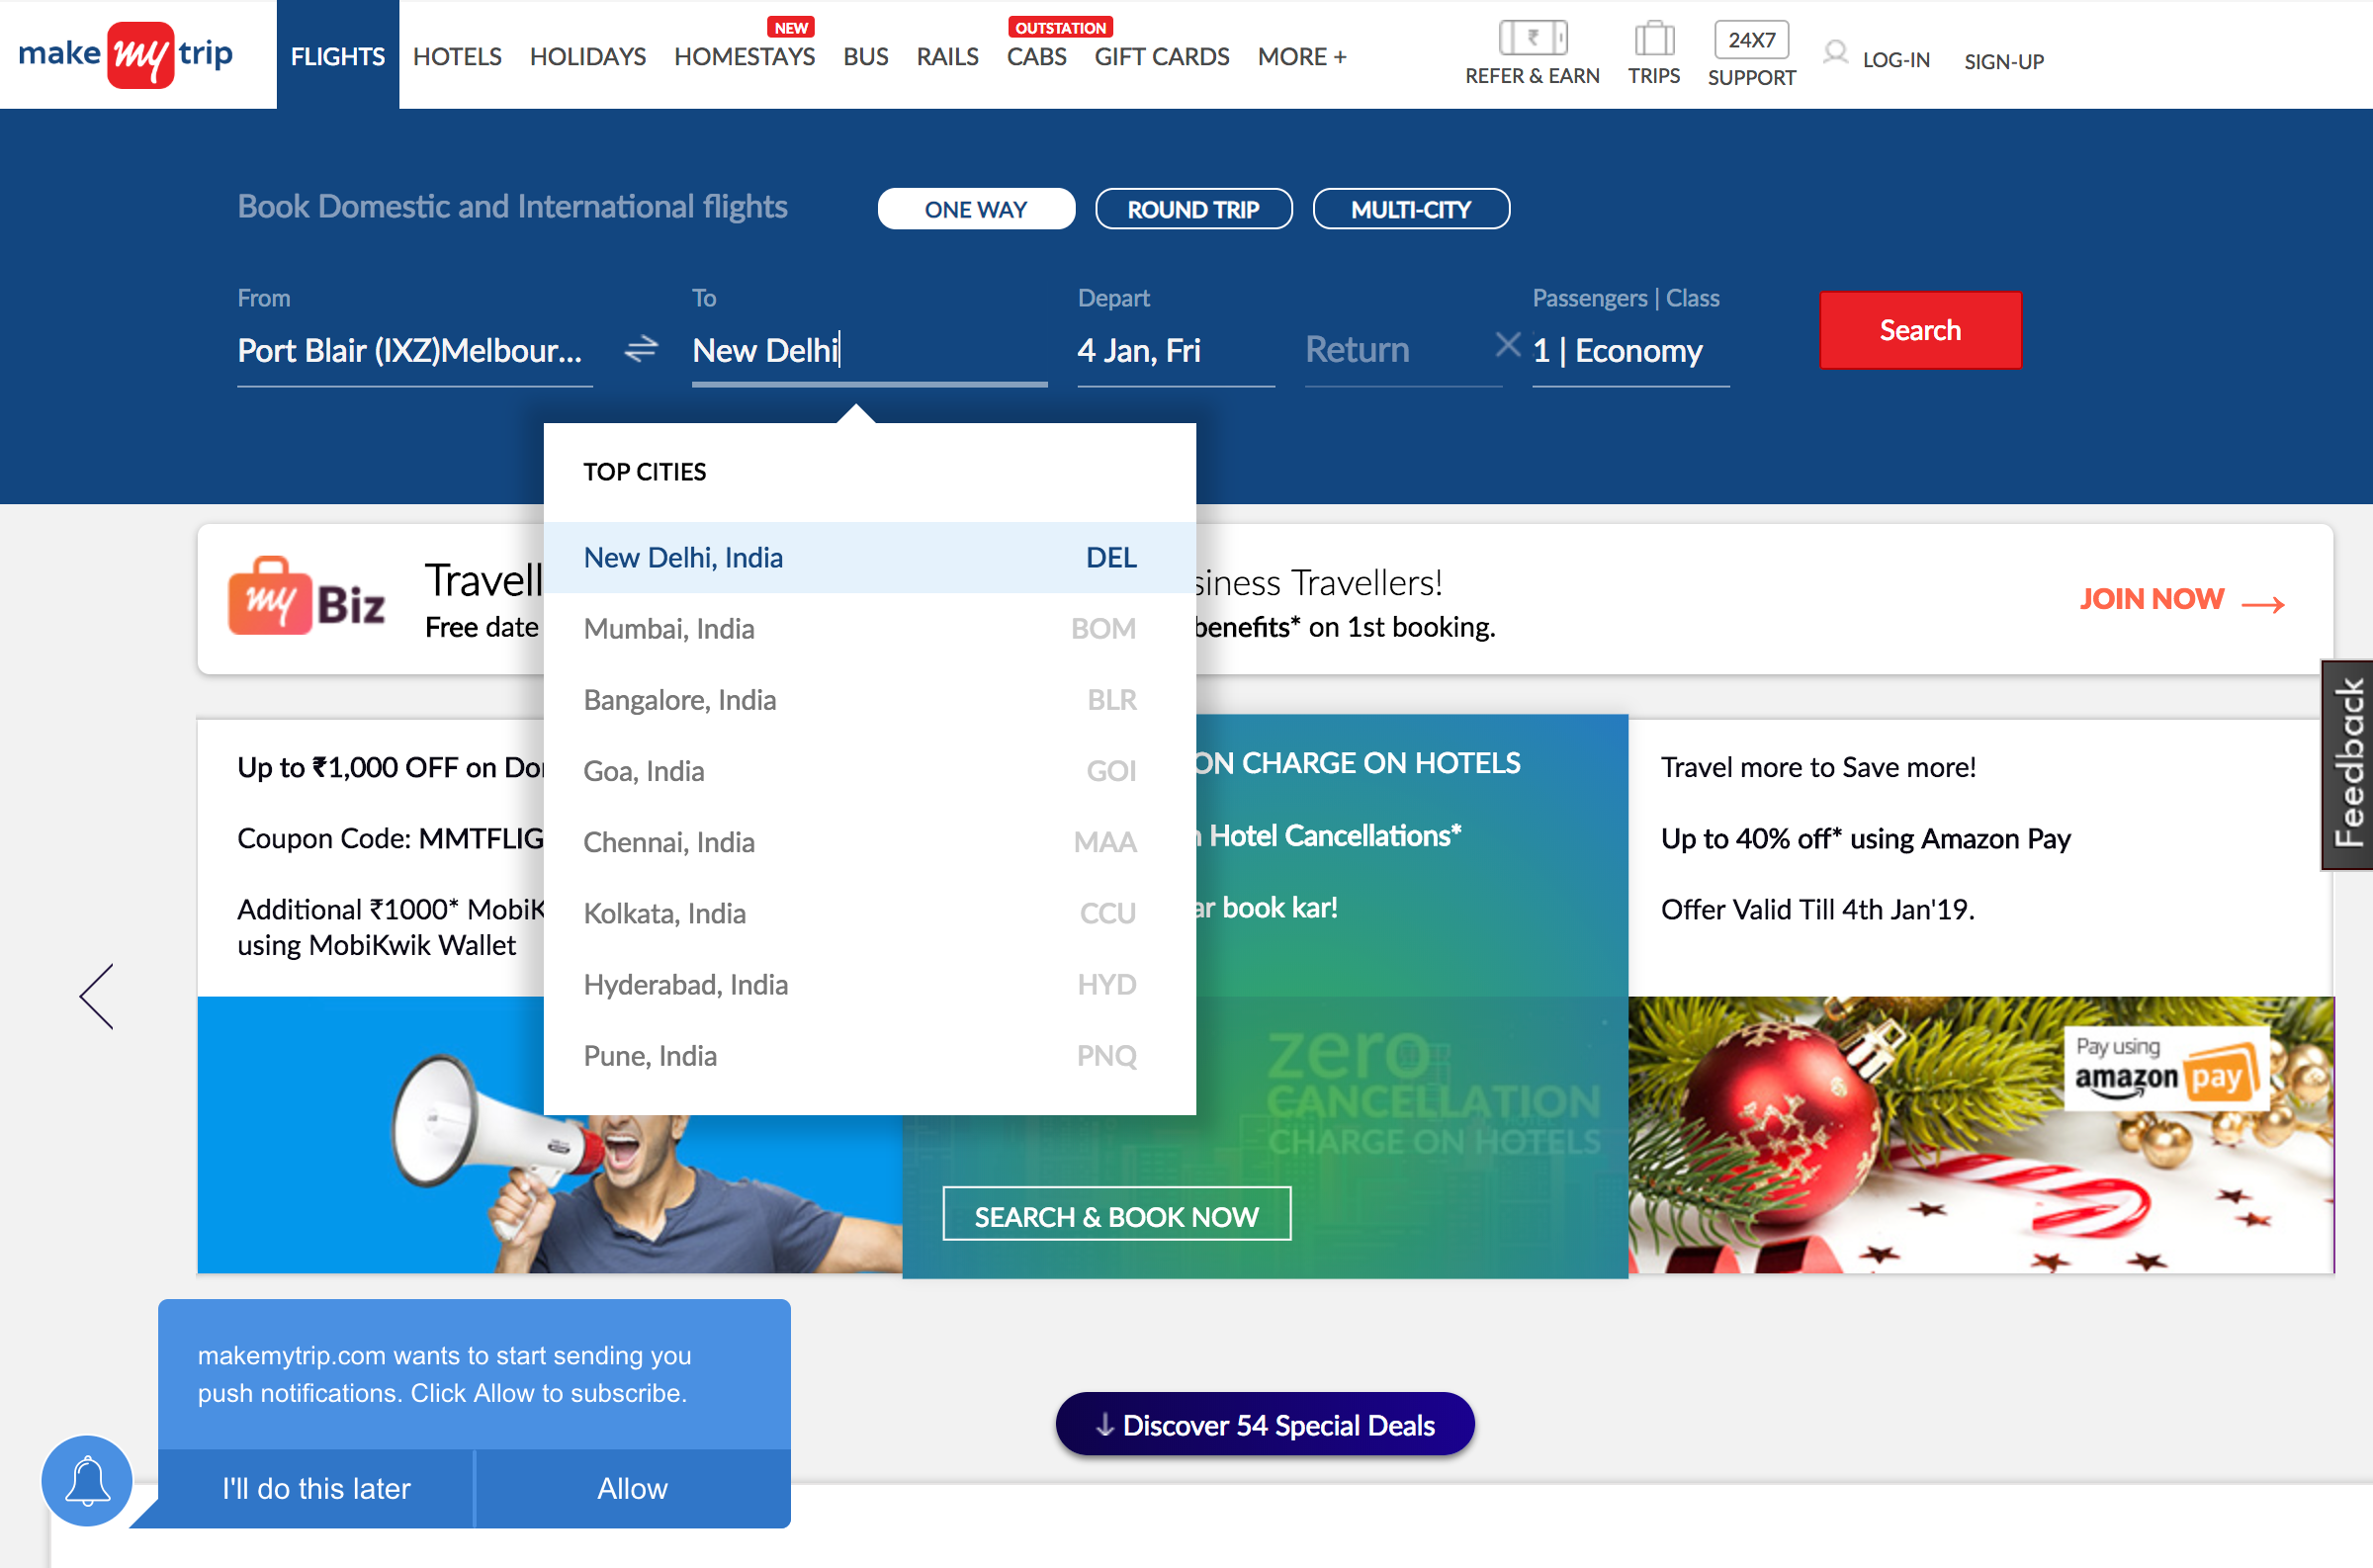 make my trip
FLIGHTS
HOTELS
HOLIDAYS
NEW
HOMESTAYS
BUS
RAILS
OUTSTATION
CABS
GIFT CARDS
MORE +
₹
REFER & EARN
TRIPS
24X7
SUPPORT
LOG-IN
SIGN-UP
Book Domestic and International flights
ONE WAY
ROUND TRIP
MULTI-CITY
From
To
Depart
Passengers | Class
Port Blair (IXZ)Melbour...
New Delhi
4 Jan, Fri
Return
1 | Economy
Search
TOP CITIES
New Delhi, India DEL
Mumbai, India BOM
Bangalore, India BLR
Goa, India GOI
Chennai, India MAA
Kolkata, India CCU
Hyderabad, India HYD
Pune, India PNQ
my Biz
Travell
siness Travellers!
Free date
benefits* on 1st booking.
JOIN NOW
Feedback
Up to ₹1,000 OFF on Do
Coupon Code: MMTFLIG
Additional ₹1000* MobiK
using MobiKwik Wallet
ON CHARGE ON HOTELS
n Hotel Cancellations*
ar book kar!
zero
CANCELLATION
CHARGE ON HOTELS
SEARCH & BOOK NOW
Travel more to Save more!
Up to 40% off* using Amazon Pay
Offer Valid Till 4th Jan'19.
Pay using
amazon pay
makemytrip.com wants to start sending you
push notifications. Click Allow to subscribe.
I'll do this later
Allow
Discover 54 Special Deals